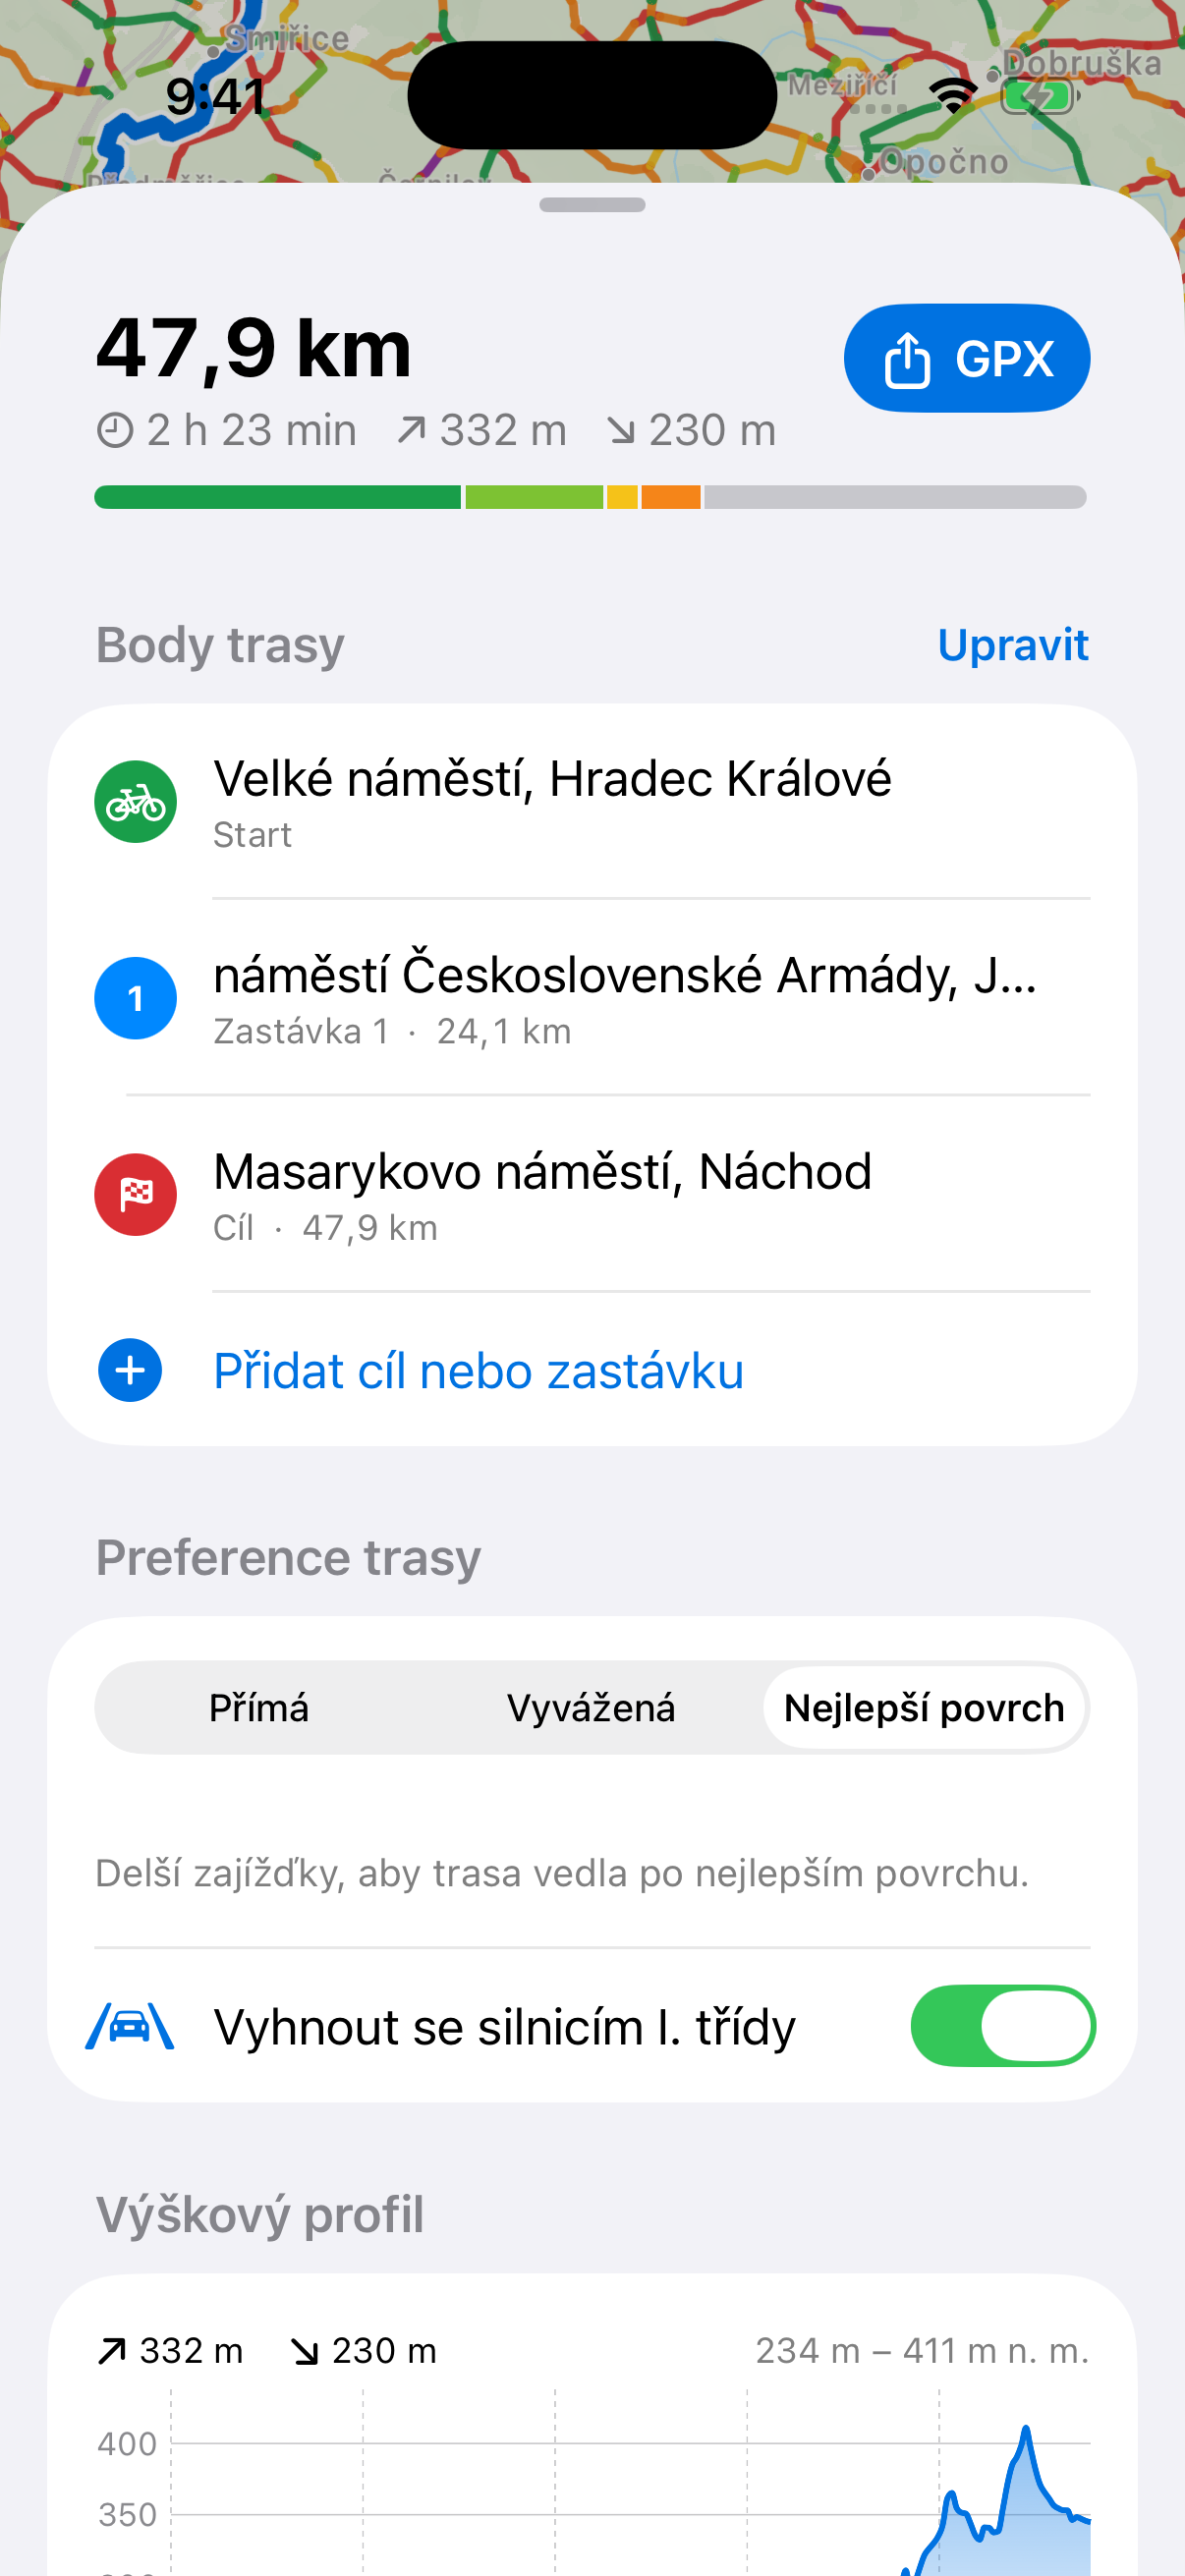 Smiřice
9:41
Meziříčí
Dobruška
Opočno
47,9 km
GPX
2 h 23 min 332 m 230 m
Body trasy
Upravit
Velké náměstí, Hradec Králové
Start
1
náměstí Československé Armády, J...
Zastávka 1 · 24,1 km
Masarykovo náměstí, Náchod
Cíl · 47,9 km
Přidat cíl nebo zastávku
Preference trasy
Přímá Vyvážená Nejlepší povrch
Delší zajížďky, aby trasa vedla po nejlepším povrchu.
Vyhnout se silnicím I. třídy
Výškový profil
332 m 230 m 234 m – 411 m n. m.
400
350